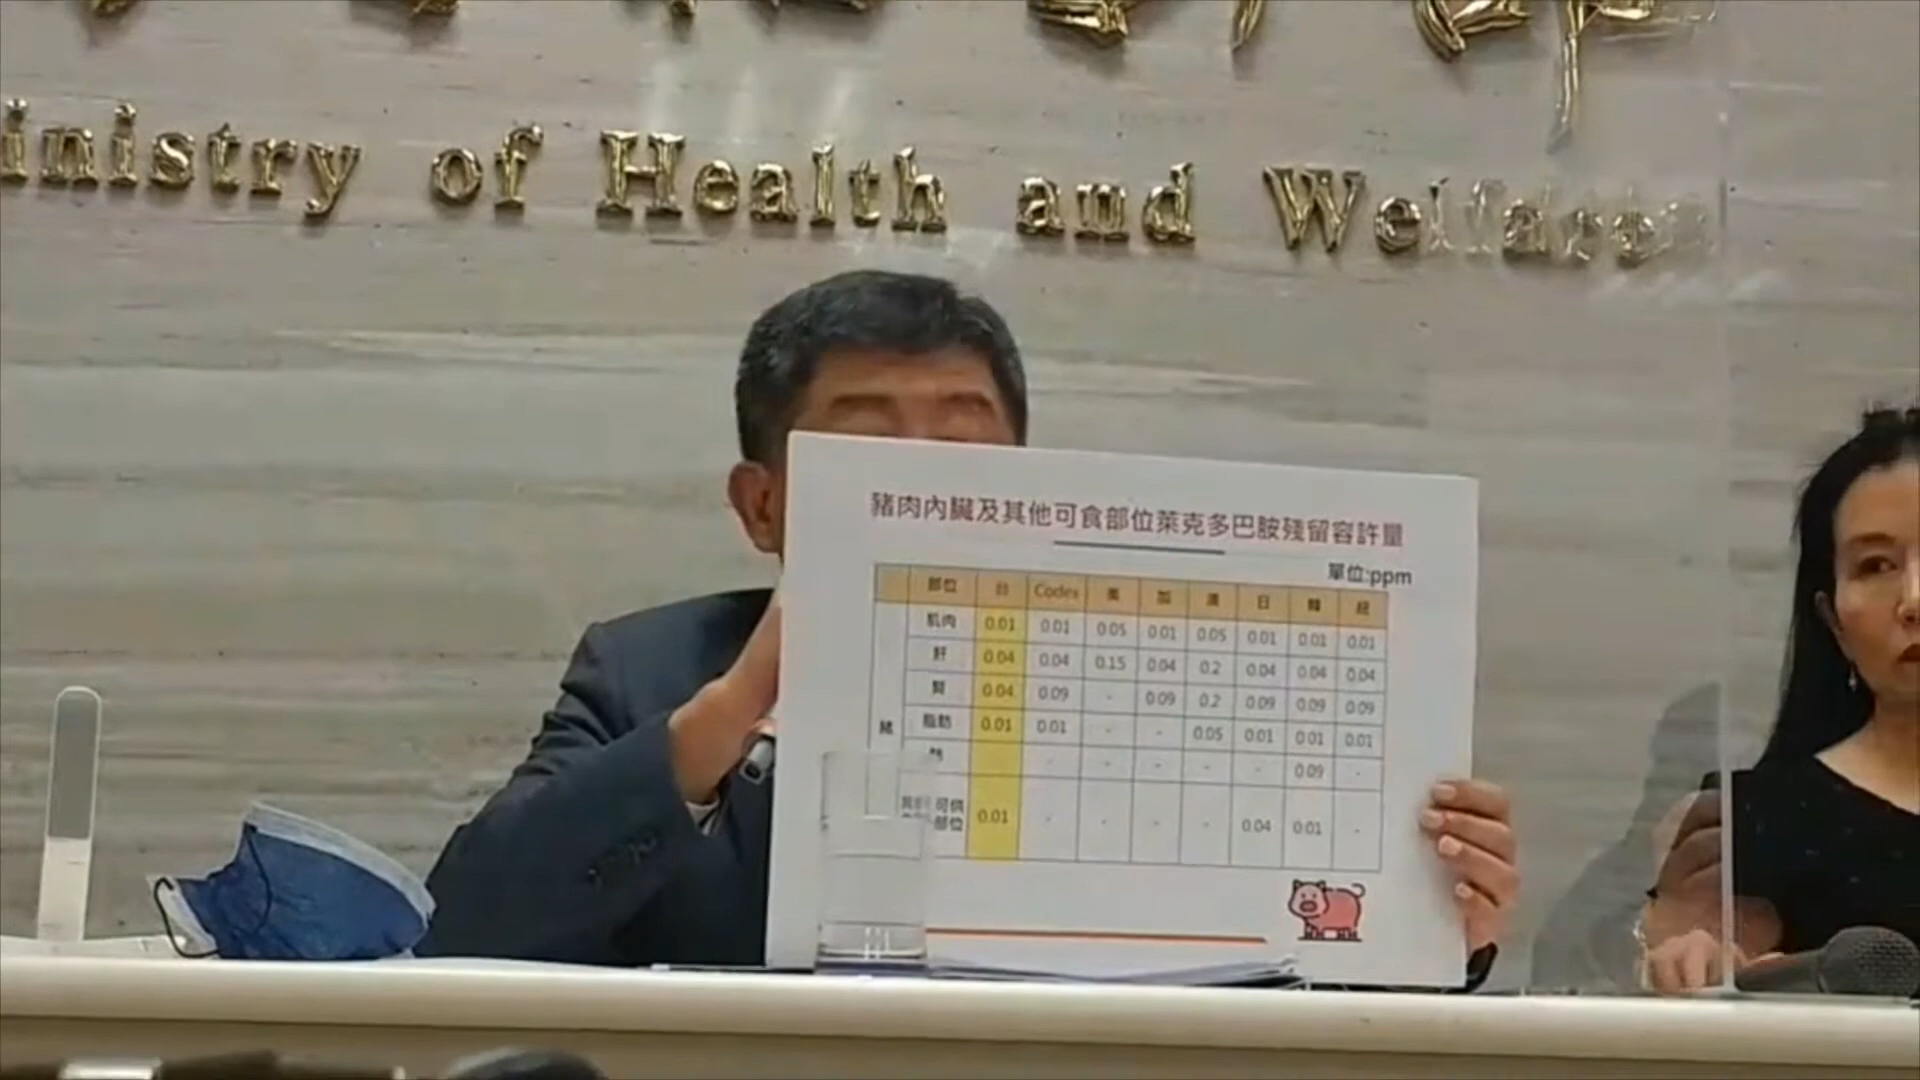 inistry of Health and Welfare
豬肉內臟及其他可食部位萊克多巴胺殘留容許量
單位:ppm
部位 台 Codex 美 加 澳 日 韓 紐
肌肉 0.01 0.01 0.05 0.01 0.05 0.01 0.01 0.01
肝 0.04 0.04 0.15 0.04 0.2 0.04 0.04 0.04
腎 0.04 0.09 - 0.09 0.2 0.09 0.09 0.09
豬
脂肪 0.01 0.01 - - 0.05 0.01 0.01 0.01
- - - - - 0.09 -
可供
部位 0.01 - - - - 0.04 0.01 -